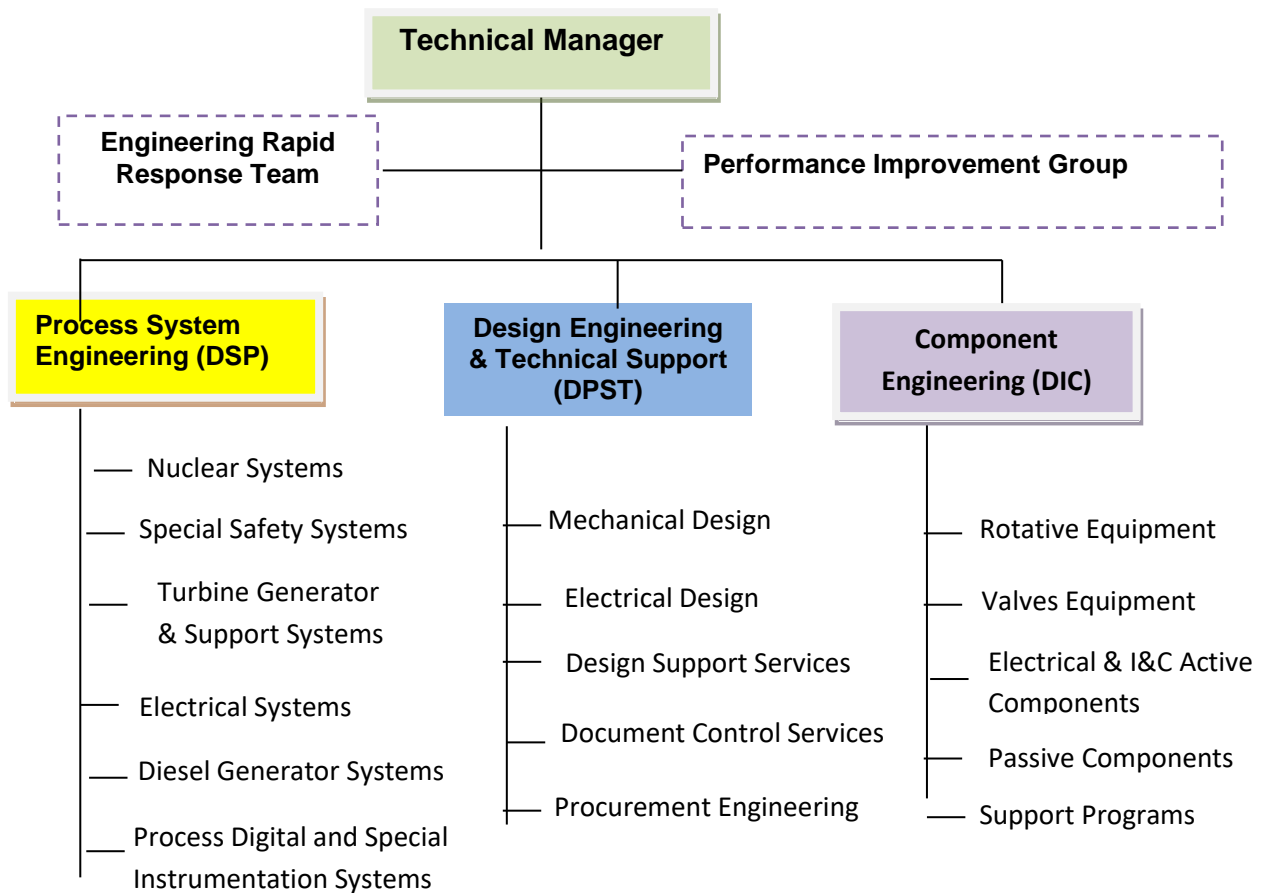 Technical Manager
Engineering Rapid
Response Team
Performance Improvement Group
Process System
Engineering (DSP)
Design Engineering
& Technical Support
(DPST)
Component
Engineering (DIC)
Nuclear Systems
Special Safety Systems
Turbine Generator
& Support Systems
Electrical Systems
Diesel Generator Systems
Process Digital and Special
Instrumentation Systems
Mechanical Design
Electrical Design
Design Support Services
Document Control Services
Procurement Engineering
Rotative Equipment
Valves Equipment
Electrical & I&C Active
Components
Passive Components
Support Programs